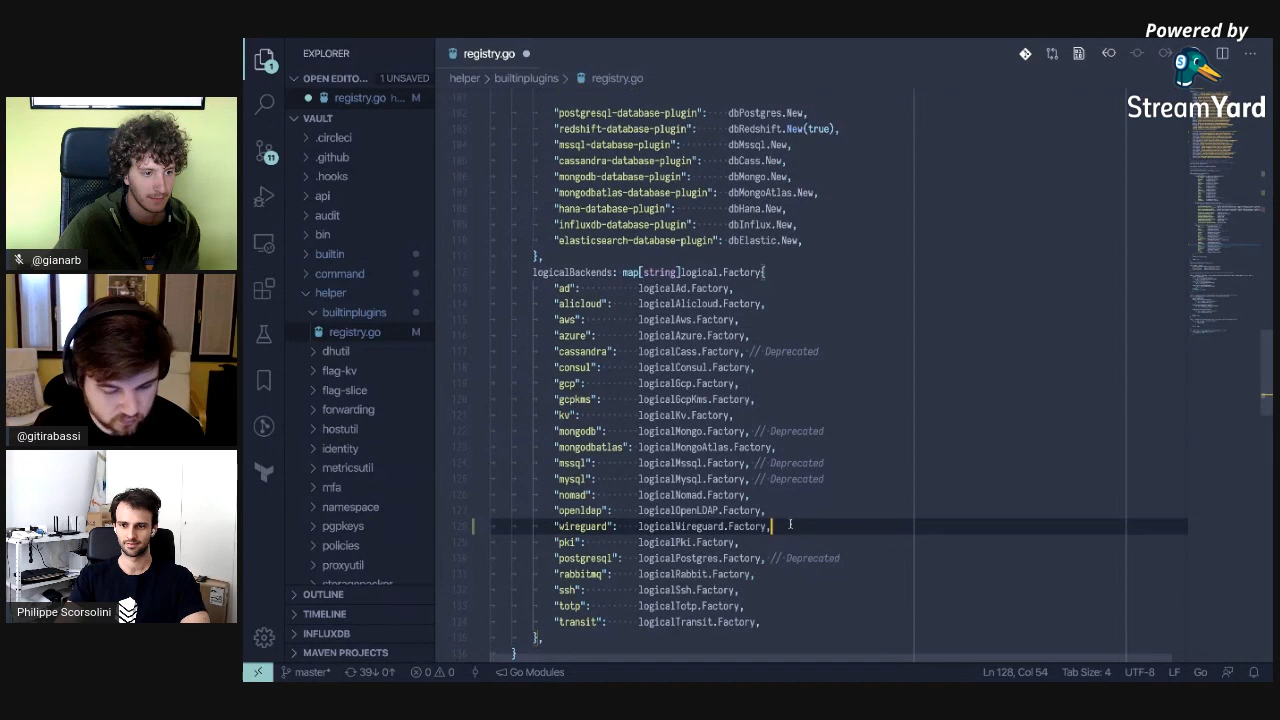 Powered by
StreamYard
@gianarb
@gitirabassi
Philippe Scorsolini
EXPLORER
OPEN EDITO... 1 UNSAVED
registry.go h... M
VAULT
.circleci
.github
.hooks
api
audit
bin
builtin
command
helper
builtinplugins
registry.go M
dhutil
flag-kv
flag-slice
forwarding
hostutil
identity
metricsutil
mfa
namespace
pgpkeys
policies
proxyutil
storagepacker
OUTLINE
TIMELINE
INFLUXDB
MAVEN PROJECTS
1
11
registry.go
helper > builtinplugins > registry.go
"postgresql-database-plugin": dbPostgres.New,
"redshift-database-plugin": dbRedshift.New(true),
"mssql-database-plugin": dbMssql.New,
"cassandra-database-plugin": dbCass.New,
"mongodb-database-plugin": dbMongo.New,
"mongodbatlas-database-plugin": dbMongoAtlas.New,
"hana-database-plugin": dbHana.New,
"influxdb-database-plugin": dbInflux.New,
"elasticsearch-database-plugin": dbElastic.New,
},
logicalBackends: map[string]logical.Factory{
"ad": logicalAd.Factory,
"alicloud": logicalAlicloud.Factory,
"aws": logicalAws.Factory,
"azure": logicalAzure.Factory,
"cassandra": logicalCass.Factory, // Deprecated
"consul": logicalConsul.Factory,
"gcp": logicalGcp.Factory,
"gcpkms": logicalGcpKms.Factory,
"kv": logicalKv.Factory,
"mongodb": logicalMongo.Factory, // Deprecated
"mongodbatlas": logicalMongoAtlas.Factory,
"mssql": logicalMssql.Factory, // Deprecated
"mysql": logicalMysql.Factory, // Deprecated
"nomad": logicalNomad.Factory,
"openldap": logicalOpenLDAP.Factory,
"wireguard": logicalWireguard.Factory,
"pki": logicalPki.Factory,
"postgresql": logicalPostgres.Factory, // Deprecated
"rabbitmq": logicalRabbit.Factory,
"ssh": logicalSsh.Factory,
"totp": logicalTotp.Factory,
"transit": logicalTransit.Factory,
},
}
master* 39↓ 0↑ 0 0 Go Modules Ln 128, Col 54 Tab Size: 4 UTF-8 LF Go